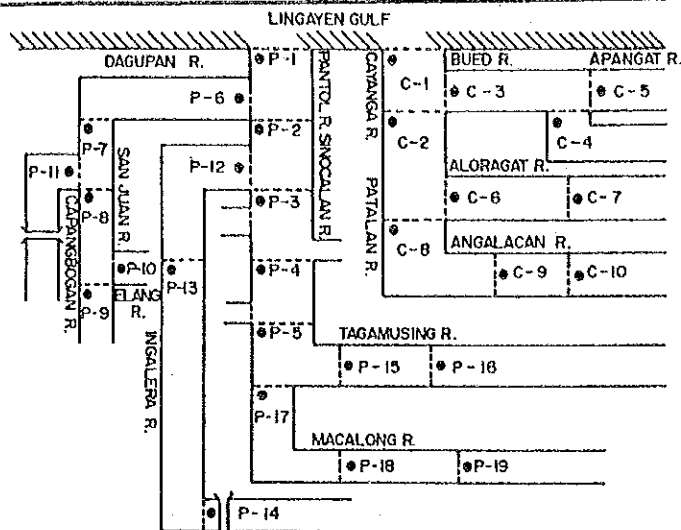 LINGAYEN GULF
DAGUPAN R.
P-1
PANTOL R. SINOCALAN R.
CAYANGA R. PATALAN R.
C-1
BUED R.
APANGAT R.
P-6
C-3
C-5
P-2
C-2
C-4
P-7
SAN JUAN R.
P-11
P-12
ALORAGAT R.
P-8
P-3
C-6
C-7
CAPANGBOGAN R.
C-8
ANGALACAN R.
P-10
P-13
P-4
C-9
C-10
P-9
ELANG R.
INGALERA R.
P-5
TAGAMUSING R.
P-15
P-16
P-17
MACALONG R.
P-18
P-19
P-14